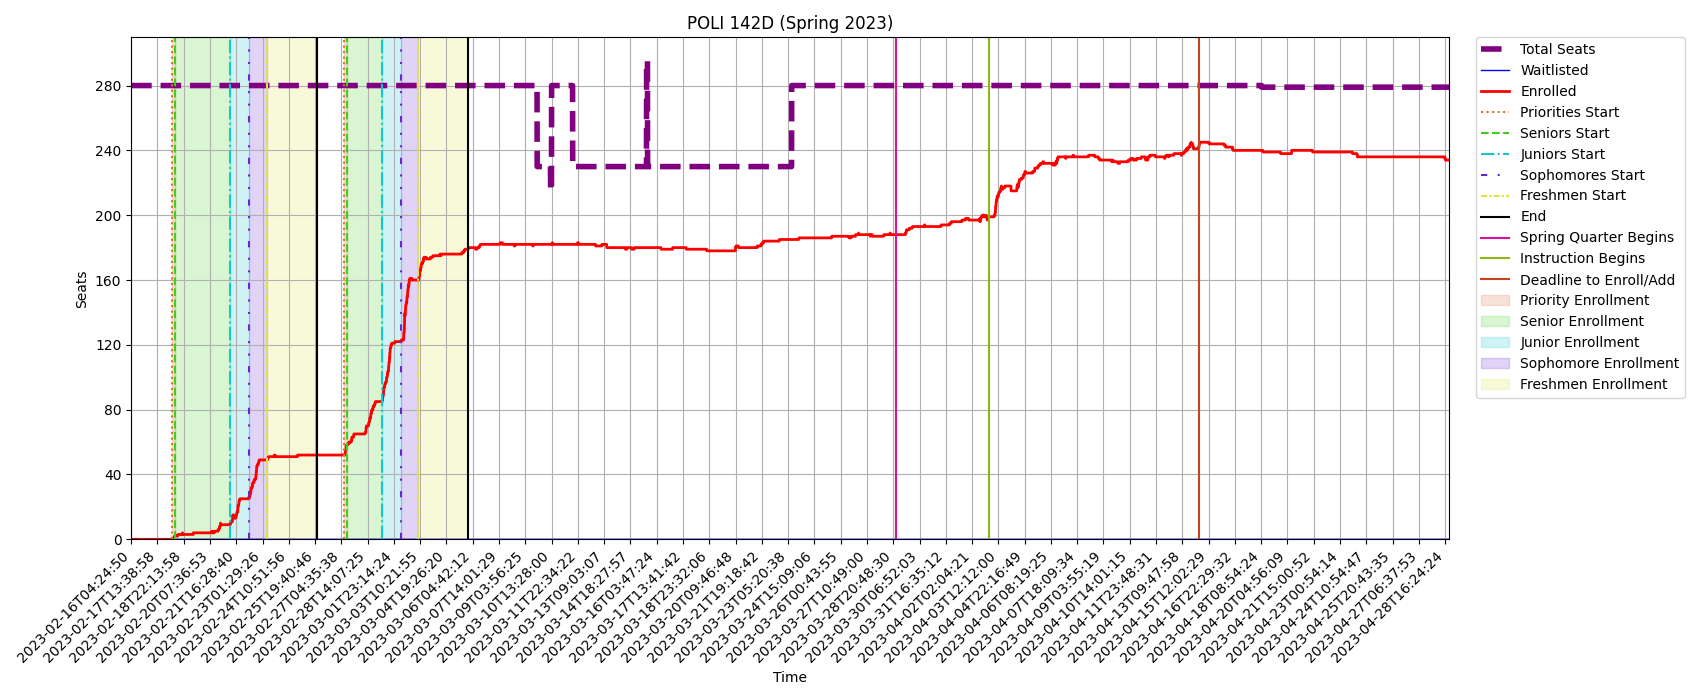 POLI 142D (Spring 2023)
Seats
280
240
200
160
120
80
40
0
2023-02-16T04:24:50
2023-02-17T13:38:58
2023-02-18T22:13:58
2023-02-20T07:36:53
2023-02-21T16:28:40
2023-02-23T01:29:26
2023-02-24T10:51:56
2023-02-25T19:40:46
2023-02-27T04:35:38
2023-02-28T14:07:25
2023-03-01T23:14:24
2023-03-03T10:21:55
2023-03-04T19:26:20
2023-03-06T04:42:12
2023-03-07T14:01:29
2023-03-09T03:56:25
2023-03-10T13:28:00
2023-03-11T22:34:22
2023-03-13T09:03:07
2023-03-14T18:27:57
2023-03-16T03:47:24
2023-03-17T13:41:42
2023-03-18T23:32:06
2023-03-20T09:46:48
2023-03-21T19:18:42
2023-03-23T05:20:38
2023-03-24T15:09:06
2023-03-26T00:43:55
2023-03-27T10:49:00
2023-03-28T20:48:30
2023-03-30T06:52:03
2023-03-31T16:35:12
2023-04-02T02:04:21
2023-04-03T12:12:00
2023-04-04T22:16:49
2023-04-06T08:19:25
2023-04-07T18:09:34
2023-04-09T03:55:19
2023-04-10T14:01:15
2023-04-11T23:48:31
2023-04-13T09:47:58
2023-04-15T12:02:29
2023-04-16T22:29:32
2023-04-18T08:54:24
2023-04-20T04:56:09
2023-04-21T15:00:52
2023-04-23T00:54:14
2023-04-24T10:54:47
2023-04-25T20:43:35
2023-04-27T06:37:53
2023-04-28T16:24:24
Time
Total Seats
Waitlisted
Enrolled
Priorities Start
Seniors Start
Juniors Start
Sophomores Start
Freshmen Start
End
Spring Quarter Begins
Instruction Begins
Deadline to Enroll/Add
Priority Enrollment
Senior Enrollment
Junior Enrollment
Sophomore Enrollment
Freshmen Enrollment